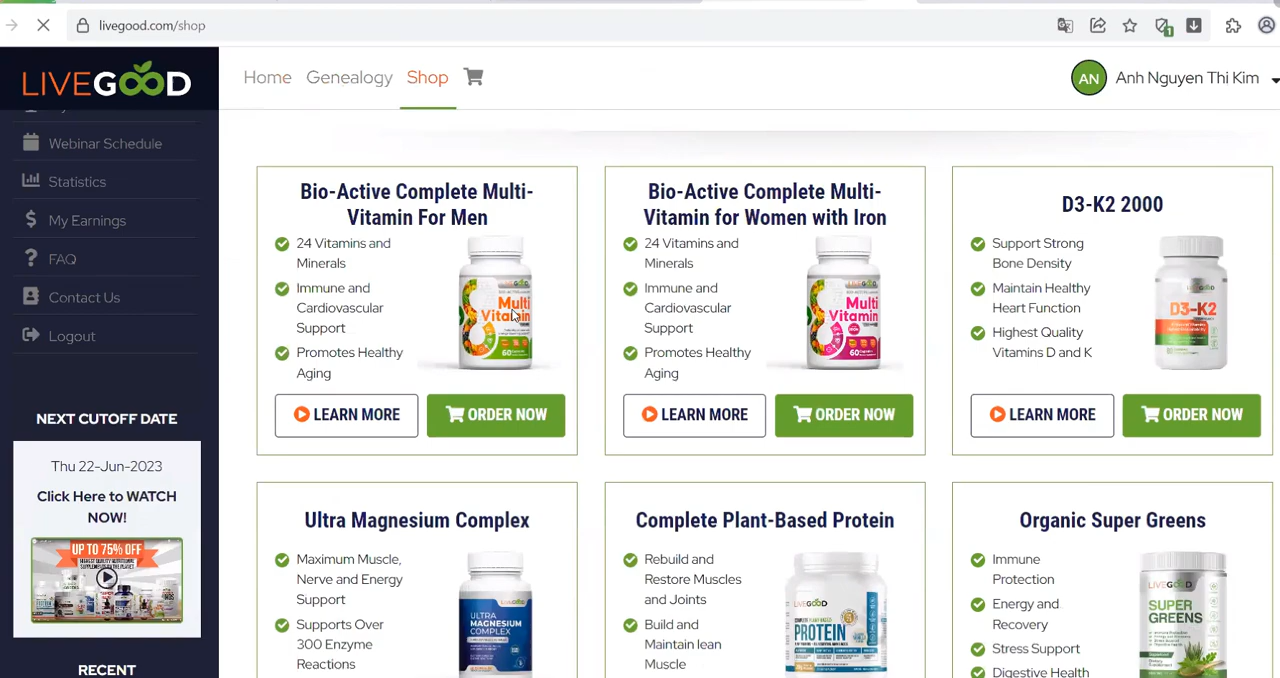 livegood.com/shop
1
LIVEGOOD
Home Genealogy Shop
AN Anh Nguyen Thi Kim
Webinar Schedule
Statistics
My Earnings
FAQ
Contact Us
Logout
NEXT CUTOFF DATE
Thu 22-Jun-2023
Click Here to WATCH
NOW!
UP TO 75% OFF
RECENT
Bio-Active Complete Multi-
Vitamin For Men
24 Vitamins and
Minerals
Immune and
Cardiovascular
Support
Promotes Healthy
Aging
Multi
Vitamin
60
LEARN MORE
ORDER NOW
Bio-Active Complete Multi-
Vitamin for Women with Iron
24 Vitamins and
Minerals
Immune and
Cardiovascular
Support
Promotes Healthy
Aging
Multi
Vitamin
60
LEARN MORE
ORDER NOW
D3-K2 2000
Support Strong
Bone Density
Maintain Healthy
Heart Function
Highest Quality
Vitamins D and K
LIVEGOOD
D3-K2
LEARN MORE
ORDER NOW
Ultra Magnesium Complex
Maximum Muscle,
Nerve and Energy
Support
Supports Over
300 Enzyme
Reactions
LIVEGOOD
ULTRA
MAGNESIUM
COMPLEX
Complete Plant-Based Protein
Rebuild and
Restore Muscles
and Joints
Build and
Maintain lean
Muscle
LIVEGOOD
PROTEIN
Organic Super Greens
Immune
Protection
Energy and
Recovery
Stress Support
Digestive Health
LIVEGOOD
SUPER
GREENS